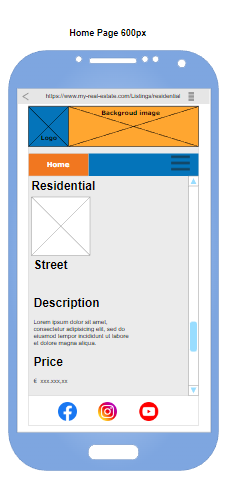 Home Page 600px
https://www.my-real-estate.com/Listings/residential
Backgroud image
Logo
Home
Residential
Street
Description
Lorem ipsum dolor sit amet,
consectetur adipisicing elit, sed do
eiusmod tempor incididunt ut labore
et dolore magna aliqua.
Price
€ xxx.xxx,xx